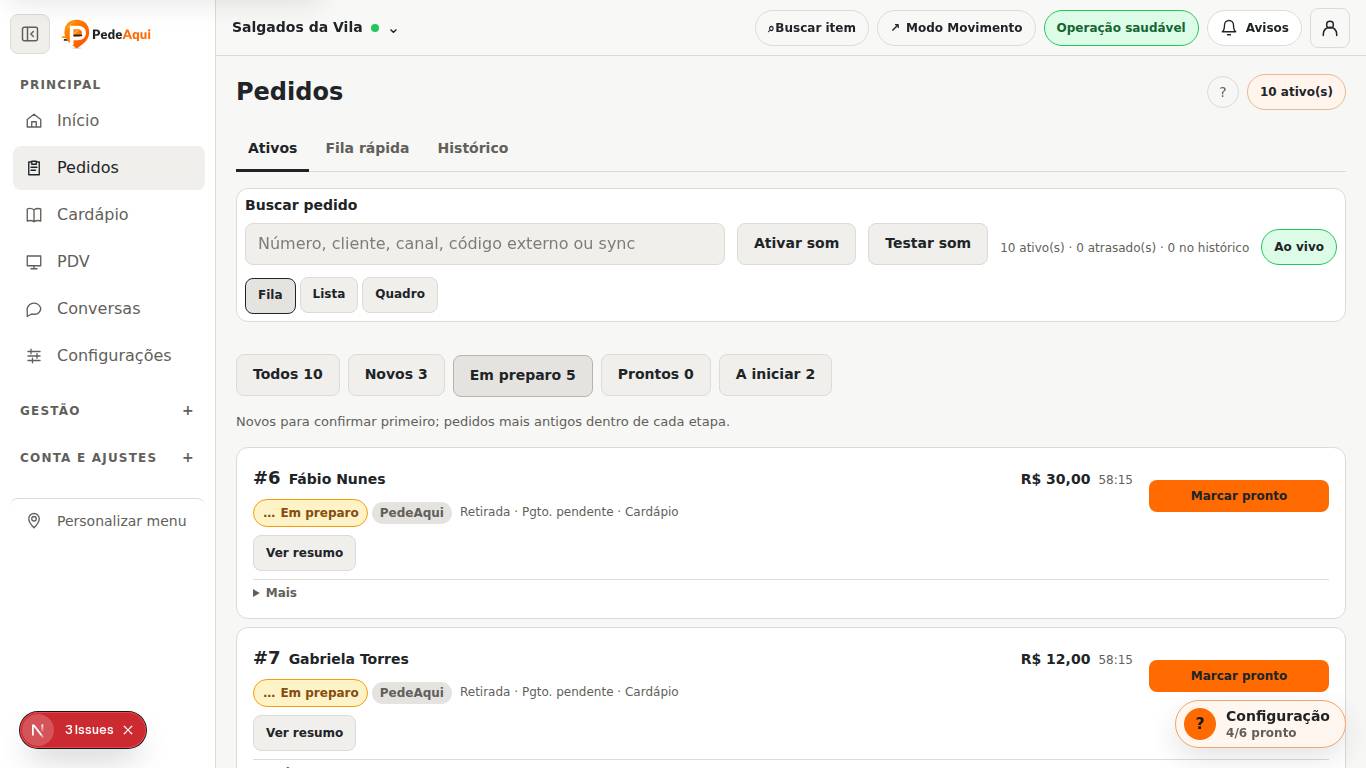 PedeAqui
Salgados da Vila
Buscar item
Modo Movimento
Operação saudável
Avisos
PRINCIPAL
Início
Pedidos
Cardápio
PDV
Conversas
Configurações
GESTÃO +
CONTA E AJUSTES +
Personalizar menu
N 3 Issues
Pedidos
? 10 ativo(s)
Ativos Fila rápida Histórico
Buscar pedido
Número, cliente, canal, código externo ou sync
Ativar som
Testar som
10 ativo(s) · 0 atrasado(s) · 0 no histórico
Ao vivo
Fila Lista Quadro
Todos 10 Novos 3 Em preparo 5 Prontos 0 A iniciar 2
Novos para confirmar primeiro; pedidos mais antigos dentro de cada etapa.
#6 Fábio Nunes R$ 30,00 58:15
Marcar pronto
... Em preparo PedeAqui Retirada · Pgto. pendente · Cardápio
Ver resumo
Mais
#7 Gabriela Torres R$ 12,00 58:15
Marcar pronto
... Em preparo PedeAqui Retirada · Pgto. pendente · Cardápio
Ver resumo
? Configuração
4/6 pronto